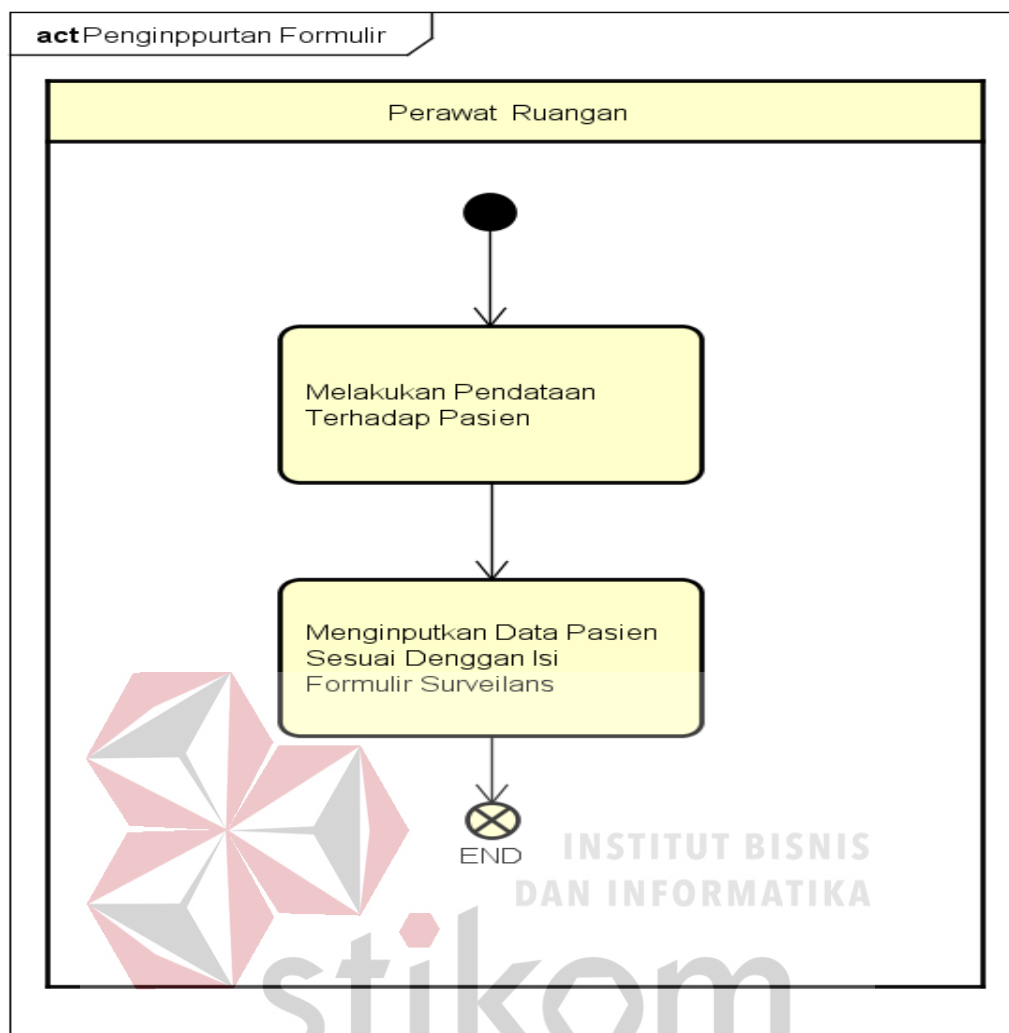 act Penginppurtan Formulir
Perawat Ruangan
Melakukan Pendataan
Terhadap Pasien
Menginputkan Data Pasien
Sesuai Denggan Isi
Formulir Surveilans
END
INSTITUT BISNIS
DAN INFORMATIKA
stikom